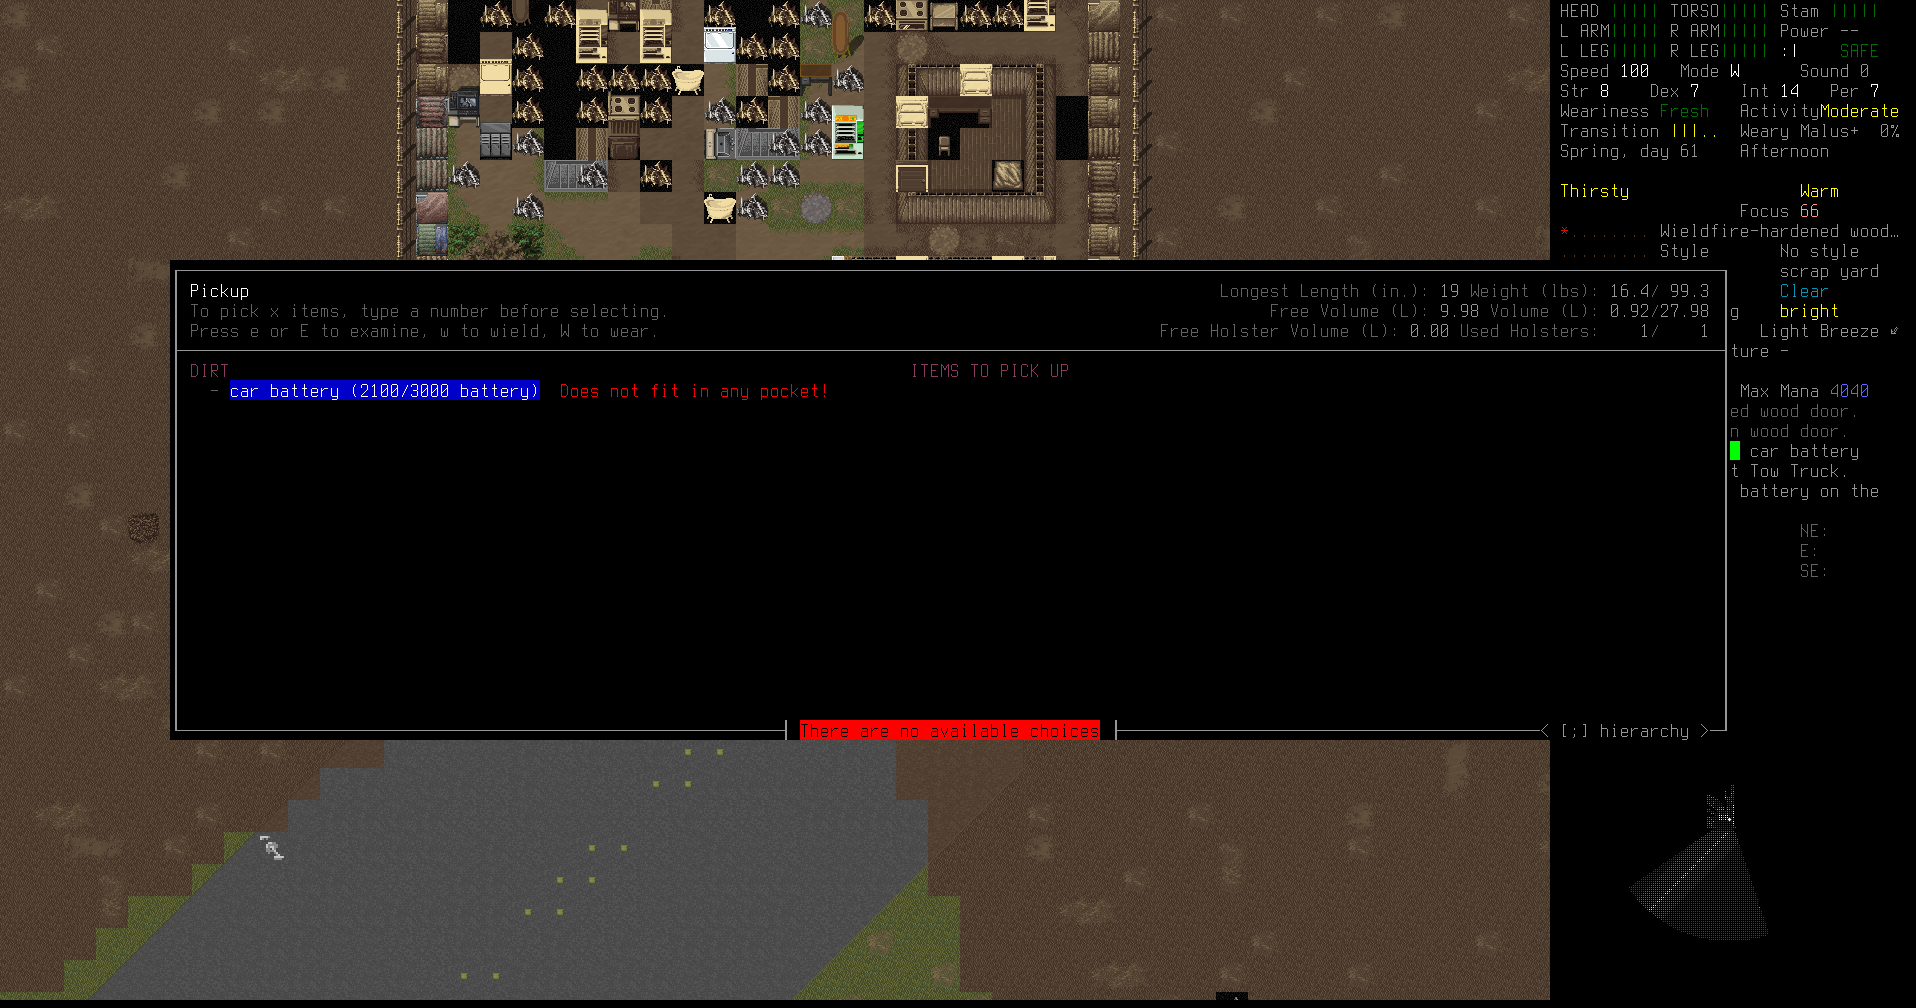 HEAD ||||| TORSO||||| Stam |||||
L ARM||||| R ARM||||| Power --
L LEG||||| R LEG||||| :| SAFE
Speed 100 Mode W Sound 0
Str 8 Dex 7 Int 14 Per 7
Weariness Fresh ActivityModerate
Transition |||.. Weary Malus+ 0%
Spring, day 61 Afternoon
Thirsty Warm
Focus 66
*........ Wieldfire-hardened wood…
......... Style No style
scrap yard
Clear
g bright
Light Breeze
ture -
Max Mana 4040
ed wood door.
n wood door.
car battery
t Tow Truck.
battery on the
NE:
E:
SE:
Pickup
To pick x items, type a number before selecting.
Press e or E to examine, w to wield, W to wear.
Longest Length (in.): 19 Weight (lbs): 16.4/ 99.3
Free Volume (L): 9.98 Volume (L): 0.92/27.98
Free Holster Volume (L): 0.00 Used Holsters: 1/ 1
DIRT
ITEMS TO PICK UP
- car battery (2100/3000 battery) Does not fit in any pocket!
There are no available choices
< [;] hierarchy >